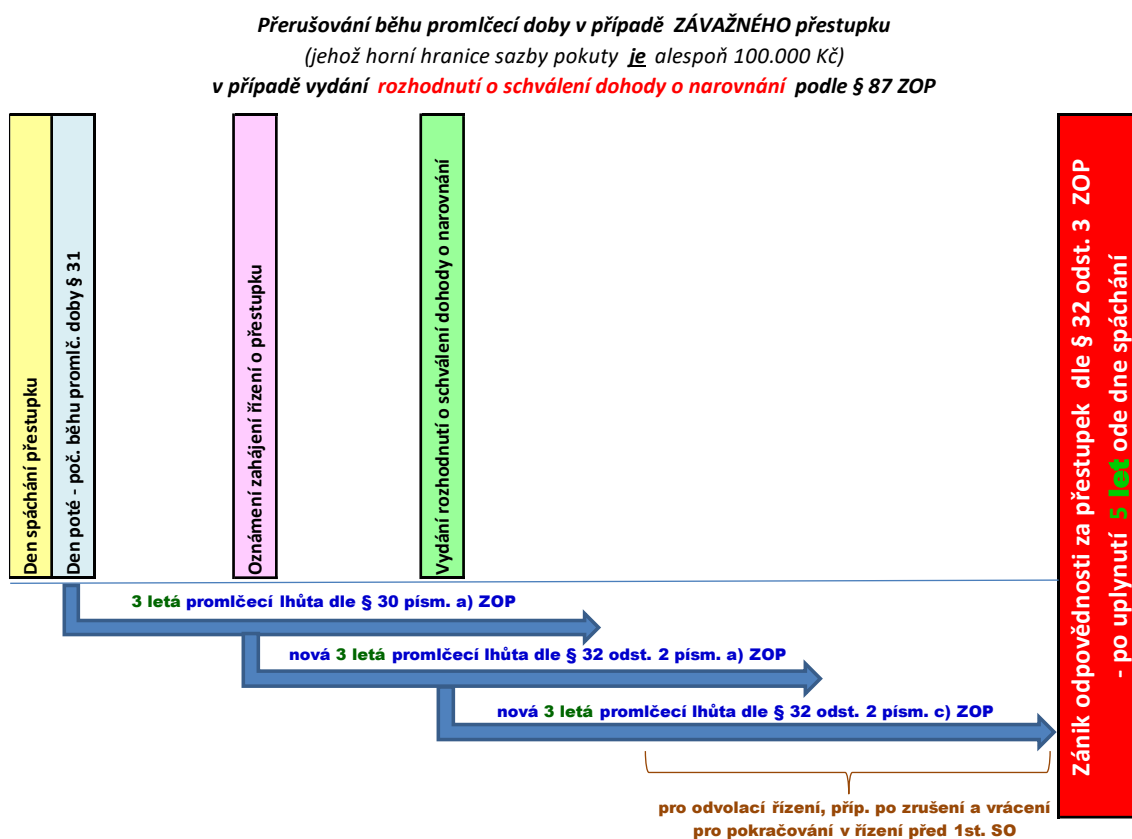 Přerušování běhu promlčecí doby v případě ZÁVAŽNÉHO přestupku
(jehož horní hranice sazby pokuty je alespoň 100.000 Kč)
v případě vydání rozhodnutí o schválení dohody o narovnání podle § 87 ZOP
Den spáchání přestupku
Den poté - poč. běhu promlč. doby § 31
Oznámení zahájení řízení o přestupku
Vydání rozhodnutí o schválení dohody o narovnání
Zánik odpovědnosti za přestupek dle § 32 odst. 3 ZOP
- po uplynutí 5 let ode dne spáchání
3 letá promlčecí lhůta dle § 30 písm. a) ZOP
nová 3 letá promlčecí lhůta dle § 32 odst. 2 písm. a) ZOP
nová 3 letá promlčecí lhůta dle § 32 odst. 2 písm. c) ZOP
pro odvolací řízení, příp. po zrušení a vrácení
pro pokračování v řízení před 1st. SO